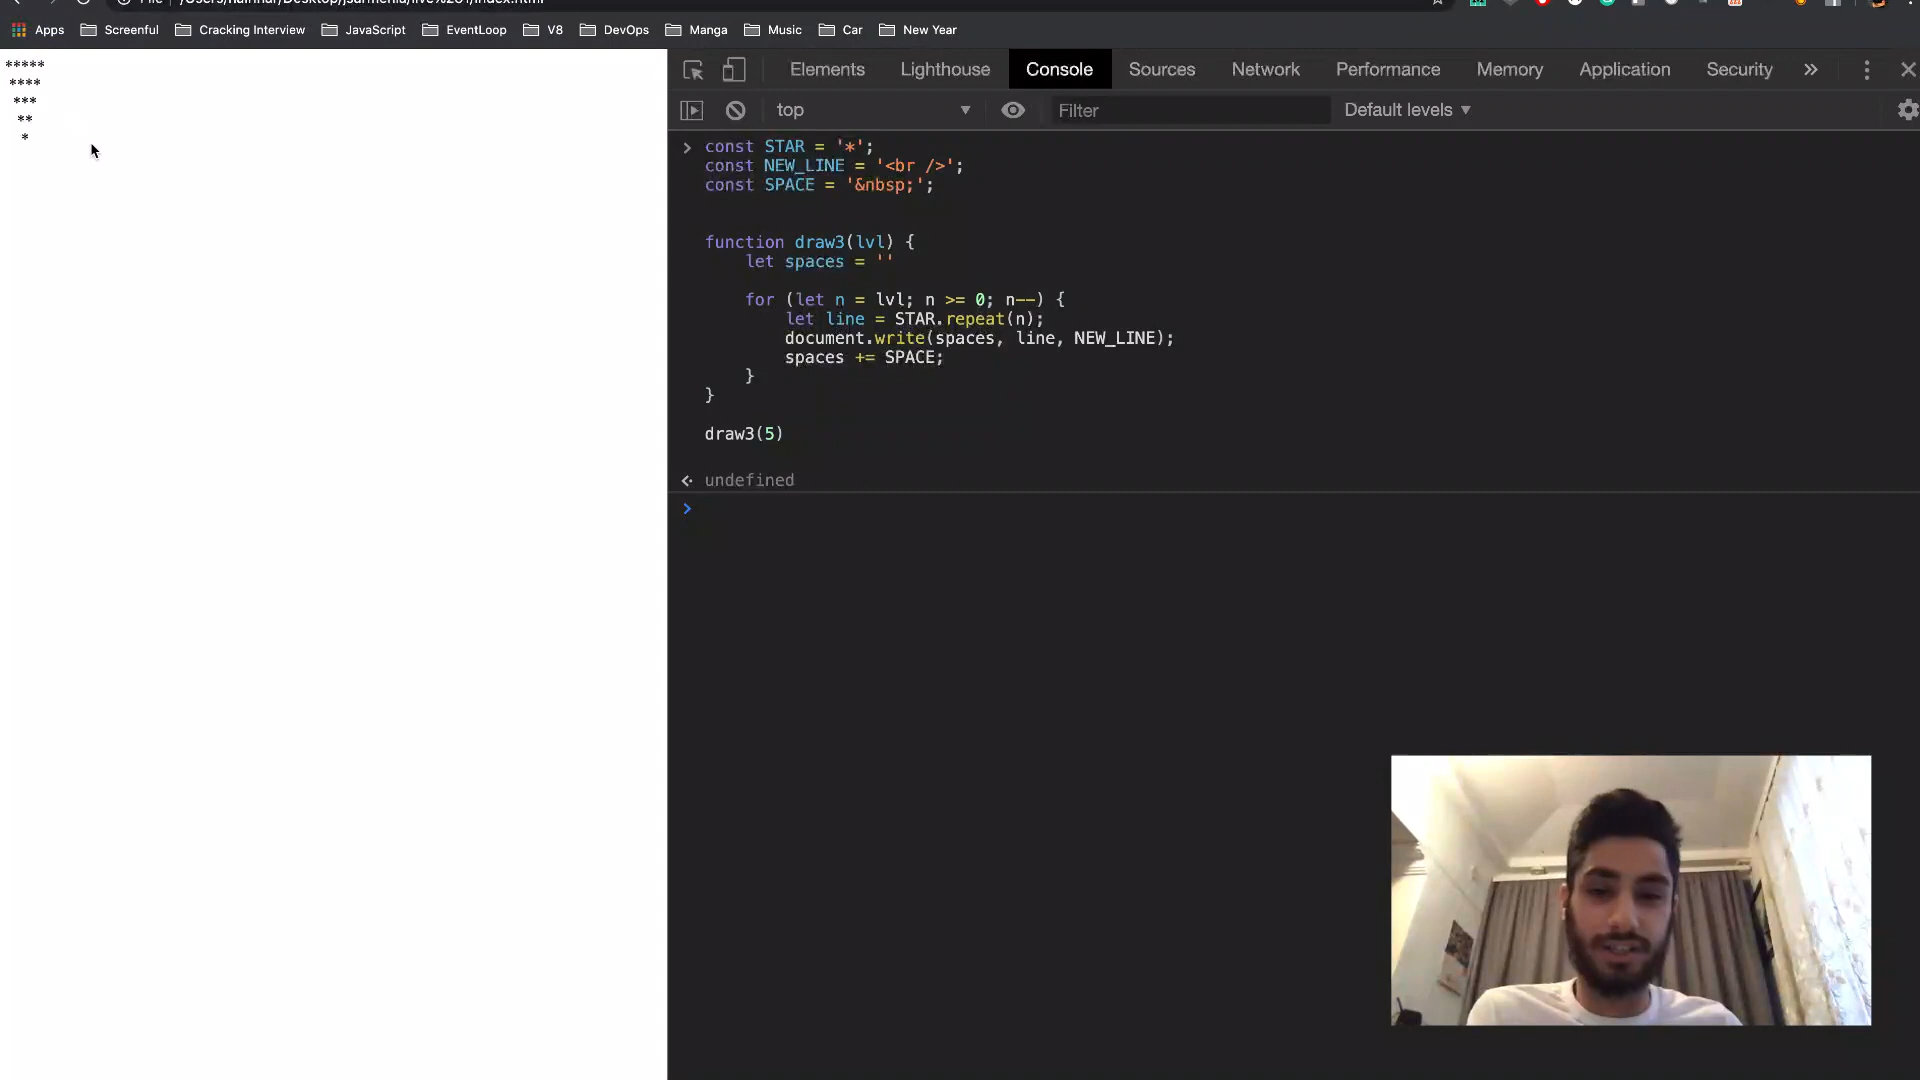 Apps Screenful Cracking Interview JavaScript EventLoop V8 DevOps Manga Music Car New Year
*****
****
***
**
*
Elements Lighthouse Console Sources Network Performance Memory Application Security »
top Filter Default levels
> const STAR = '*';
const NEW_LINE = '<br />';
const SPACE = '&nbsp;';
function draw3(lvl) {
let spaces = ''
for (let n = lvl; n >= 0; n--) {
let line = STAR.repeat(n);
document.write(spaces, line, NEW_LINE);
spaces += SPACE;
}
}
draw3(5)
undefined
>